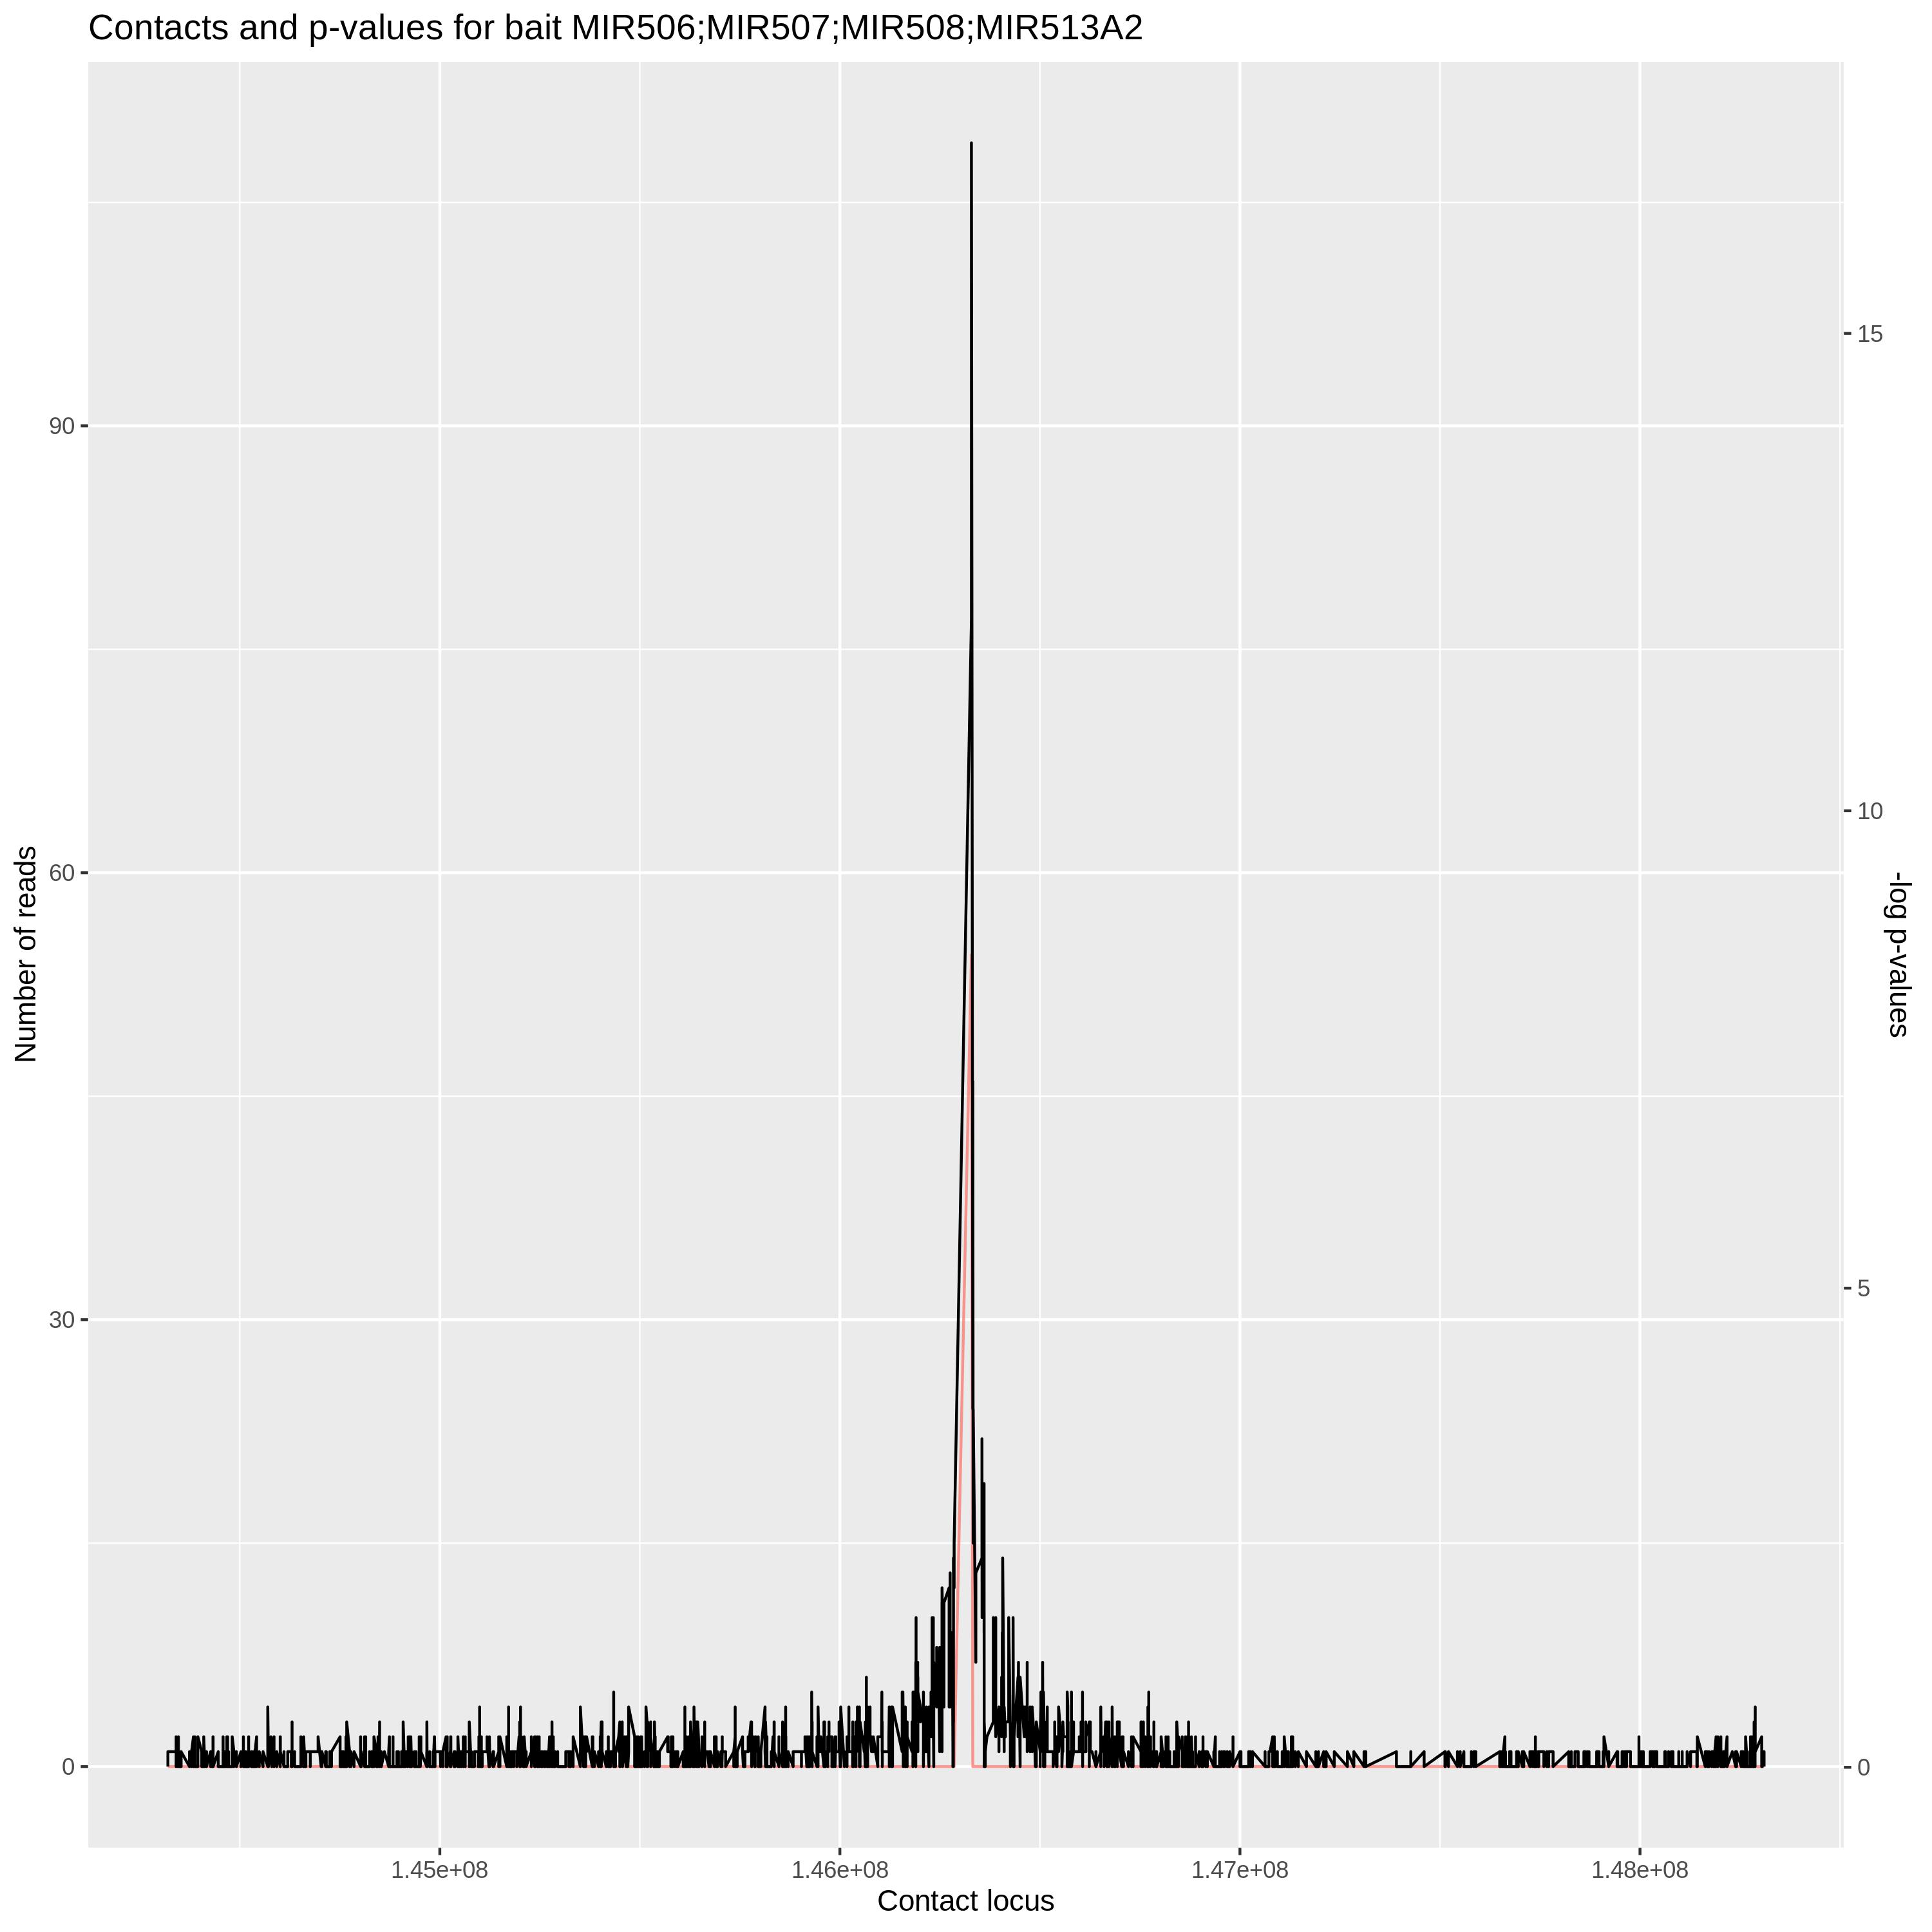 Contacts and p-values for bait MIR506;MIR507;MIR508;MIR513A2
Number of reads
90
60
30
0
15
10
5
0
-log p-values
1.45e+08
1.46e+08
1.47e+08
1.48e+08
Contact locus